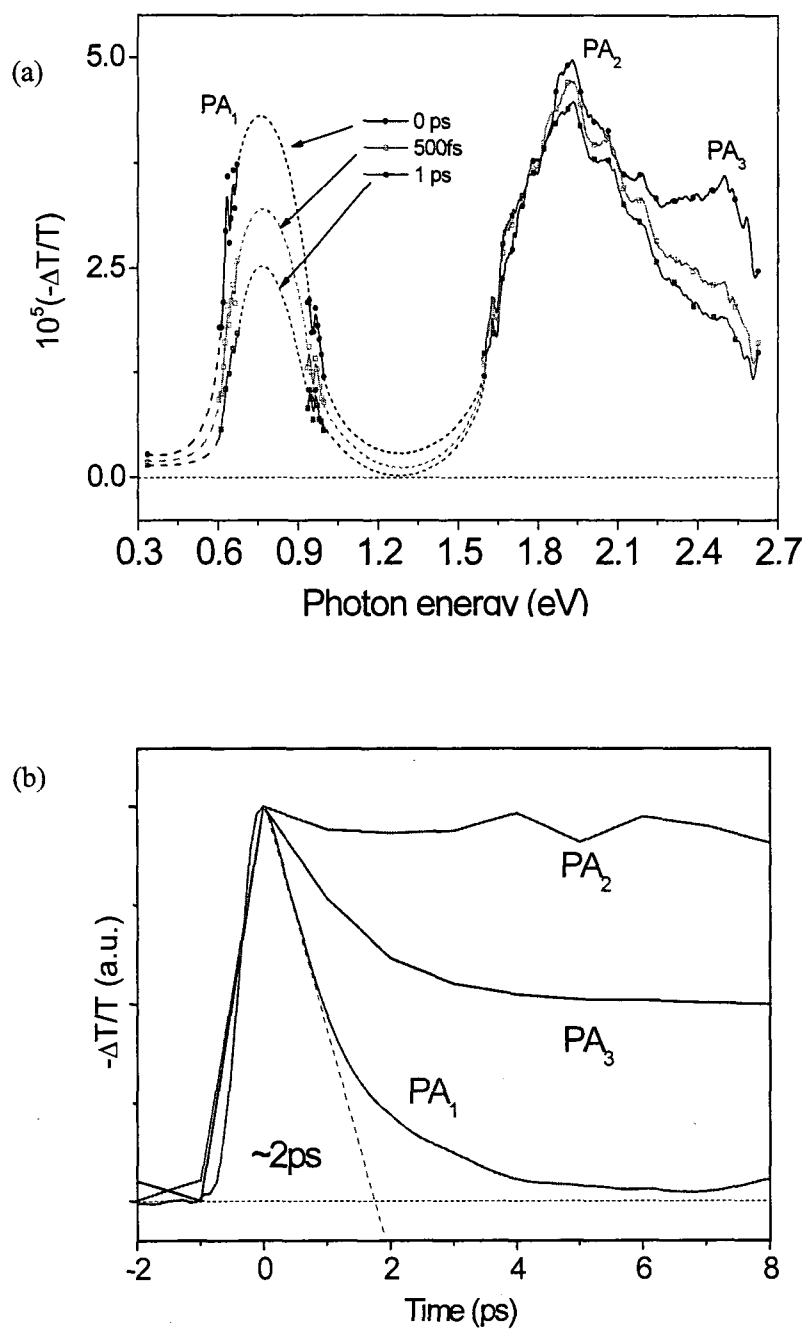 (a)
5.0
2.5
0.0
10⁵(-ΔT/T)
PA₁
PA₂
PA₃
0 ps
500fs
1 ps
0.3 0.6 0.9 1.2 1.5 1.8 2.1 2.4 2.7
Photon energy (eV)
(b)
-ΔT/T (a.u.)
PA₂
PA₃
PA₁
~2ps
-2 0 2 4 6 8
Time (ps)